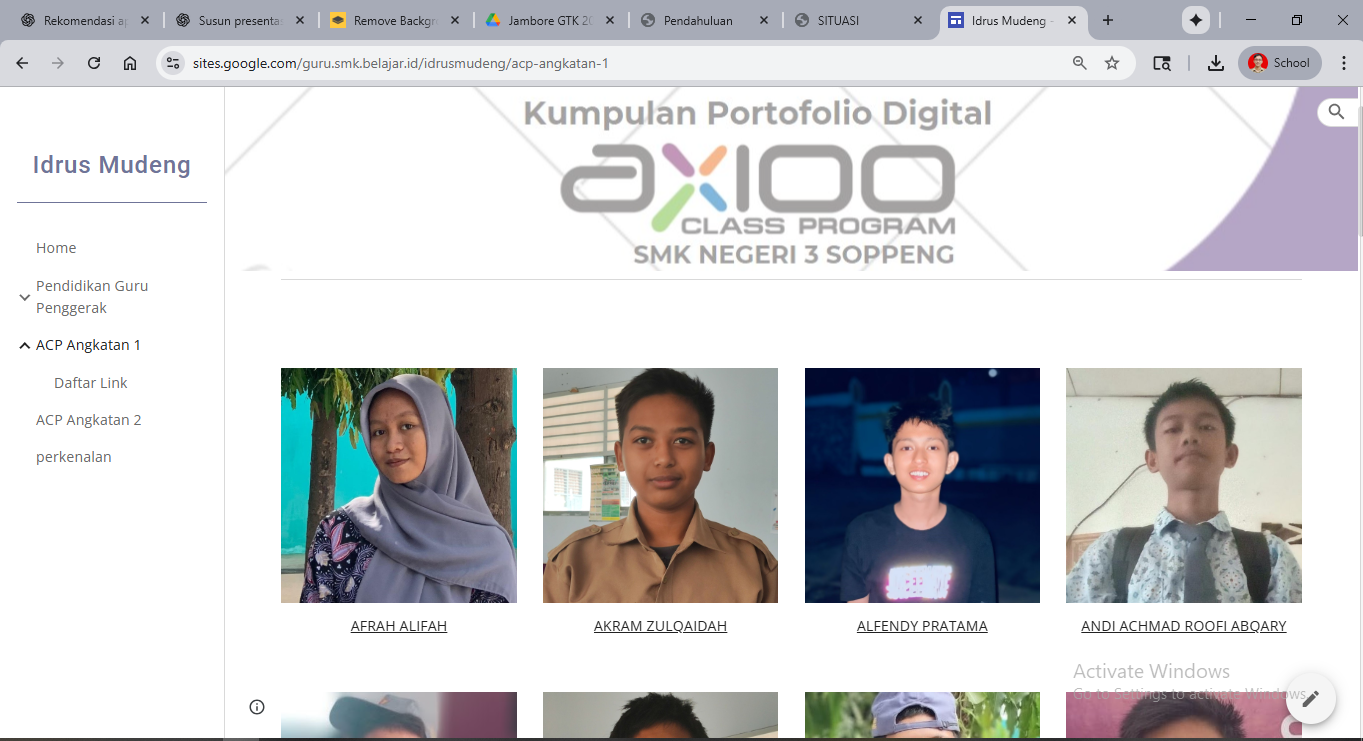 Rekomendasi ap
Susun presentas
Remove Backgr
Jambore GTK 20
Pendahuluan
SITUASI
Idrus Mudeng -
sites.google.com/guru.smk.belajar.id/idrusmudeng/acp-angkatan-1
School
Idrus Mudeng
Home
Pendidikan Guru
Penggerak
ACP Angkatan 1
Daftar Link
ACP Angkatan 2
perkenalan
Kumpulan Portofolio Digital
axioo
CLASS PROGRAM
SMK NEGERI 3 SOPPENG
AFRAH ALIFAH
AKRAM ZULQAIDAH
ALFENDY PRATAMA
ANDI ACHMAD ROOFI ABQARY
Activate Windows
Go to Settings to activate Windows.